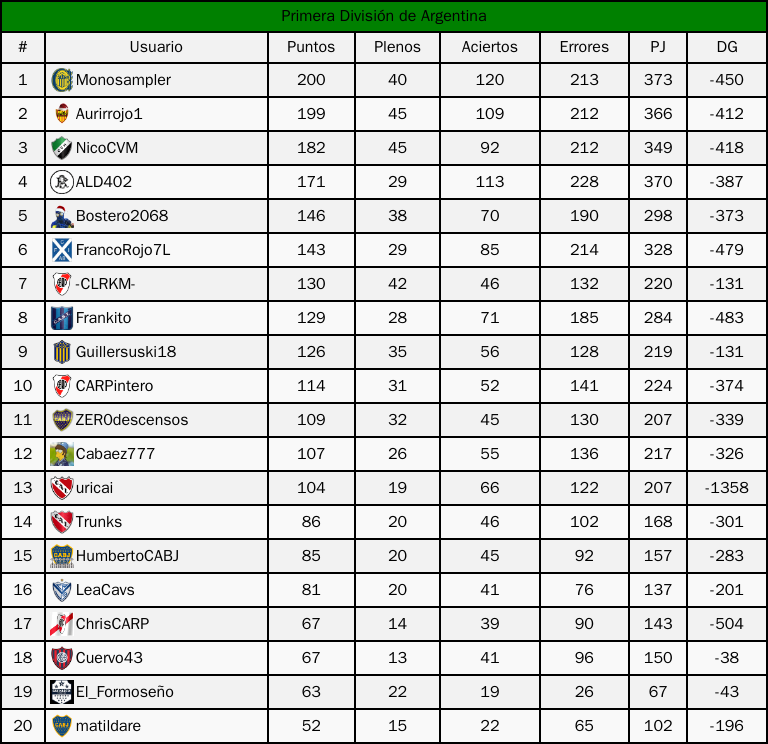 Primera División de Argentina
# Usuario Puntos Plenos Aciertos Errores PJ DG
1 Monosampler 200 40 120 213 373 -450
2 Aurirrojo1 199 45 109 212 366 -412
3 NicoCVM 182 45 92 212 349 -418
4 ALD402 171 29 113 228 370 -387
5 Bostero2068 146 38 70 190 298 -373
6 FrancoRojo7L 143 29 85 214 328 -479
7 -CLRKM- 130 42 46 132 220 -131
8 Frankito 129 28 71 185 284 -483
9 Guillersuski18 126 35 56 128 219 -131
10 CARPintero 114 31 52 141 224 -374
11 ZER0descensos 109 32 45 130 207 -339
12 Cabaez777 107 26 55 136 217 -326
13 uricai 104 19 66 122 207 -1358
14 Trunks 86 20 46 102 168 -301
15 HumbertoCABJ 85 20 45 92 157 -283
16 LeaCavs 81 20 41 76 137 -201
17 ChrisCARP 67 14 39 90 143 -504
18 Cuervo43 67 13 41 96 150 -38
19 El_Formoseño 63 22 19 26 67 -43
20 matildare 52 15 22 65 102 -196